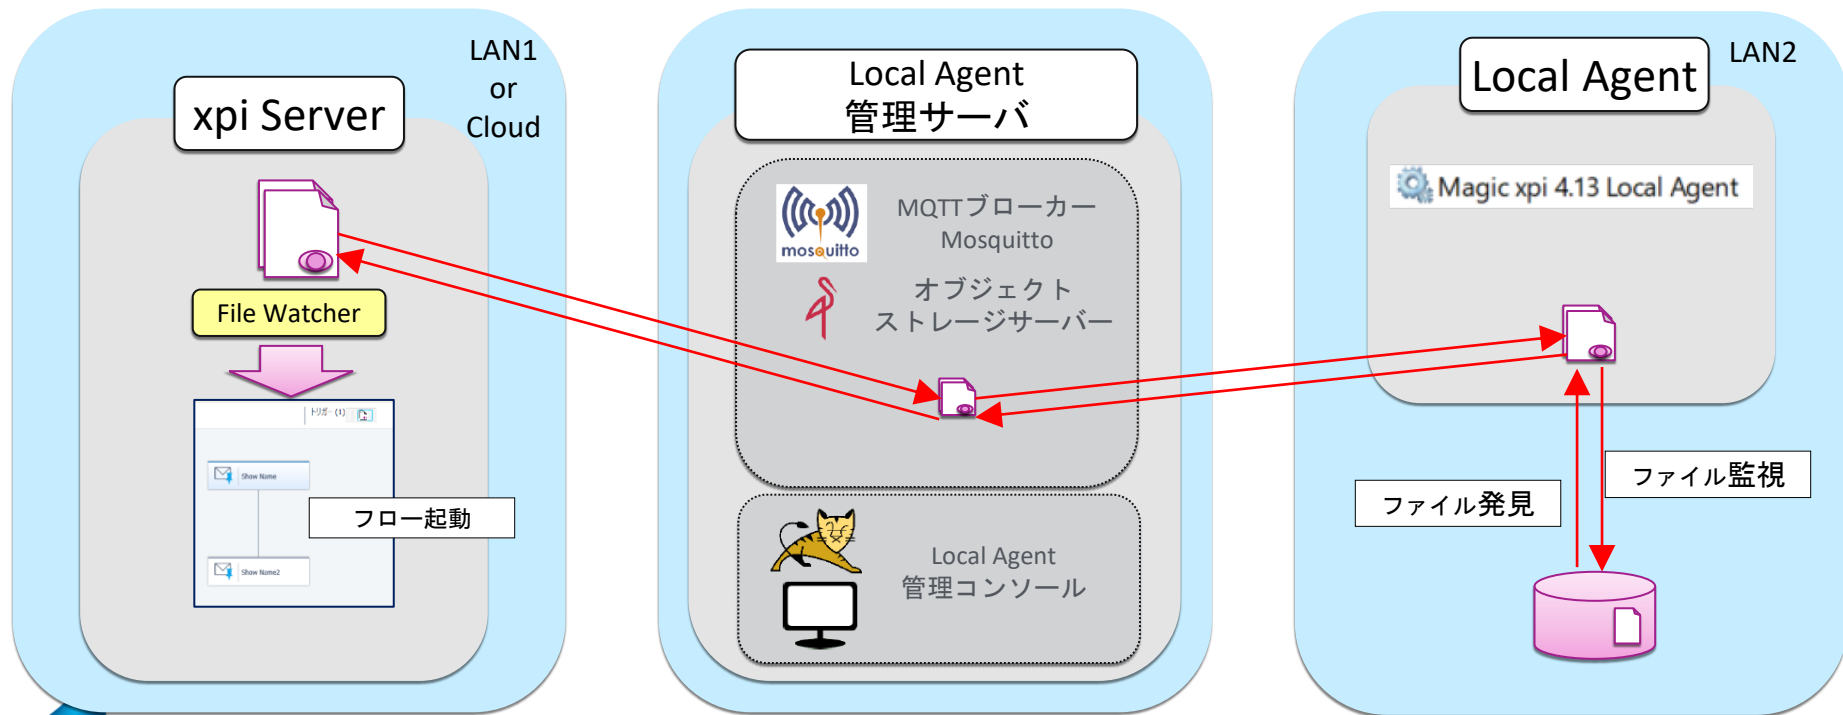 LAN1
or
Cloud
xpi Server
File Watcher
トリガー (1)
Show Name
フロー起動
Show Name2
Local Agent
管理サーバ
mosquitto
MQTTブローカー
Mosquitto
オブジェクト
ストレージサーバー
Local Agent
管理コンソール
LAN2
Local Agent
Magic xpi 4.13 Local Agent
ファイル監視
ファイル発見